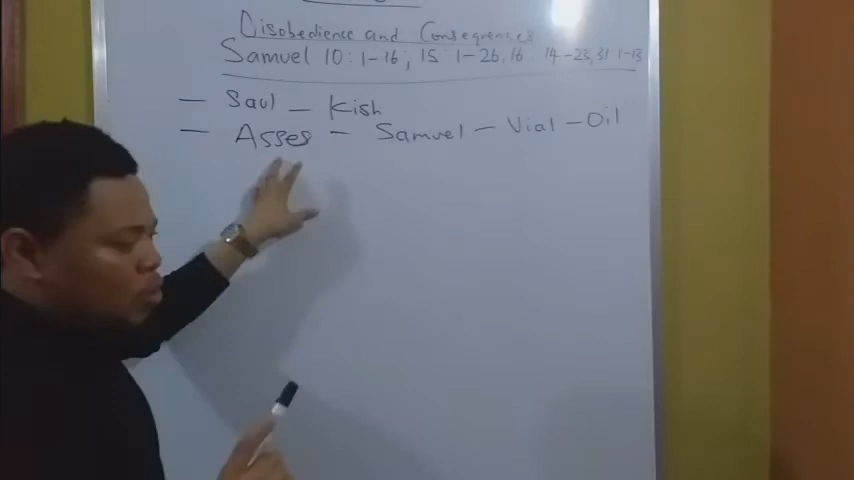 Disobedience and Consequences
Samuel 10:1-16; 15 1-26, 16 14-23, 31 1-13
- Saul - Kish
- Asses - Samuel - Vial - Oil